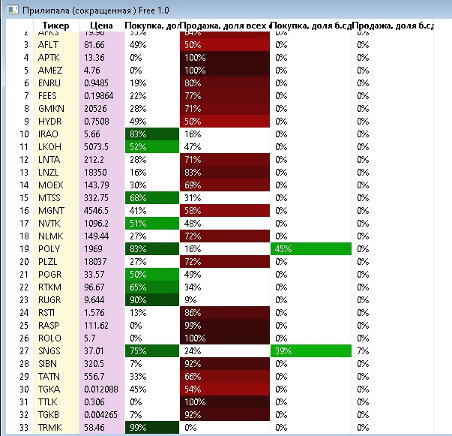 Прилипала (сокращенная ) Free 1.0
Тикер Цена Покупка, дол Продажа, доля всех с Покупка, доля б.сд Продажа, доля б.сд
2 AFKS 19.98 35% 64% 0% 0%
3 AFLT 81.66 49% 50% 0% 0%
4 APTK 13.36 0% 100% 0% 0%
5 AMEZ 4.76 0% 100% 0% 0%
6 ENRU 0.9485 19% 80% 0% 0%
7 FEES 0.19864 22% 77% 0% 0%
8 GMKN 20526 28% 71% 0% 0%
9 HYDR 0.7508 49% 50% 0% 0%
10 IRAO 5.66 83% 16% 0% 0%
11 LKOH 5073.5 52% 47% 0% 0%
12 LNTA 212.2 28% 71% 0% 0%
13 LNZL 18350 16% 83% 0% 0%
14 MOEX 143.79 30% 69% 0% 0%
15 MTSS 332.75 68% 31% 0% 0%
16 MGNT 4546.5 41% 58% 0% 0%
17 NVTK 1096.2 51% 48% 0% 0%
18 NLMK 149.44 27% 72% 0% 0%
19 POLY 1969 83% 16% 45% 0%
20 PLZL 18037 27% 72% 0% 0%
21 POGR 33.57 50% 49% 0% 0%
22 RTKM 96.67 65% 34% 0% 0%
23 RUGR 9.644 90% 9% 0% 0%
24 RSTI 1.576 13% 86% 0% 0%
25 RASP 111.62 0% 99% 0% 0%
26 ROLO 5.7 0% 100% 0% 0%
27 SNGS 37.01 75% 24% 39% 7%
28 SIBN 320.5 7% 92% 0% 0%
29 TATN 556.7 33% 66% 0% 0%
30 TGKA 0.012088 45% 54% 0% 0%
31 TTLK 0.306 0% 100% 0% 0%
32 TGKB 0.004265 7% 92% 0% 0%
33 TRMK 58.46 99% 0% 0% 0%